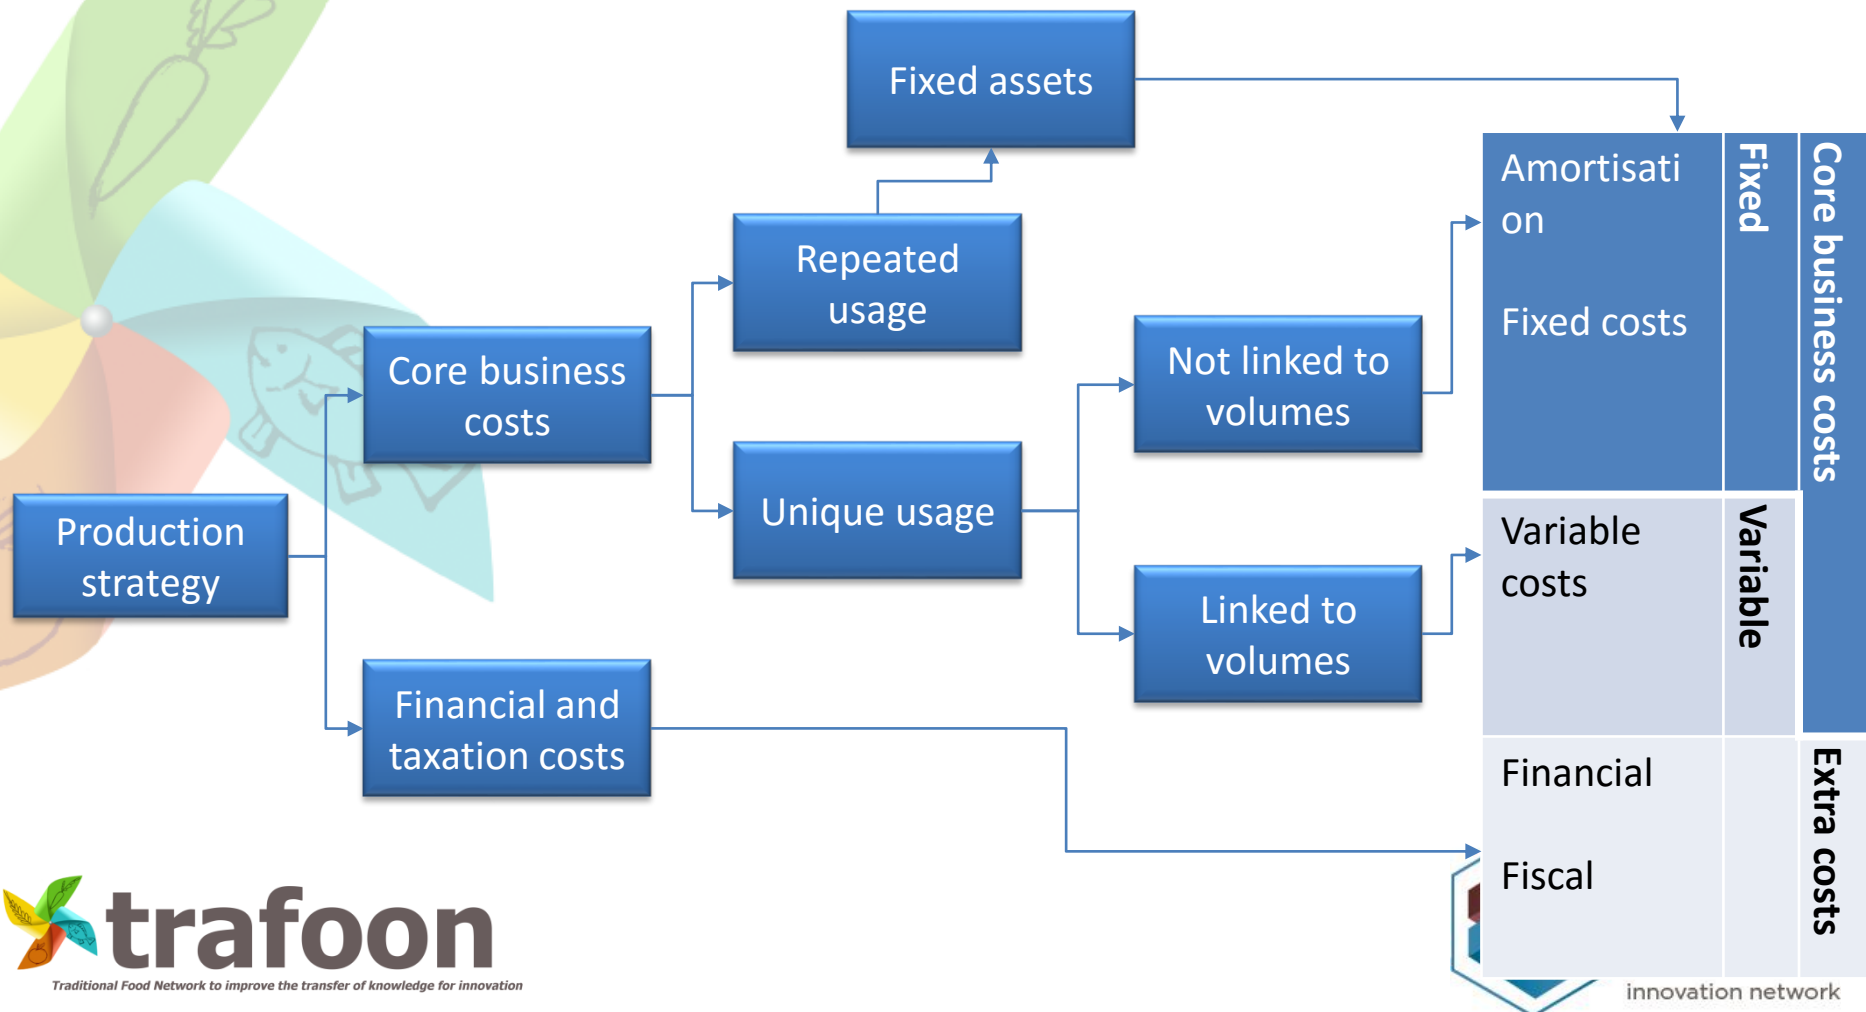 Fixed assets
Repeated
usage
Core business
costs
Unique usage
Production
strategy
Financial and
taxation costs
Not linked to
volumes
Linked to
volumes
Amortisati
on
Fixed costs
Fixed
Core business costs
Variable
costs
Variable
Financial
Fiscal
Extra costs
trafoon
Traditional Food Network to improve the transfer of knowledge for innovation
innovation network